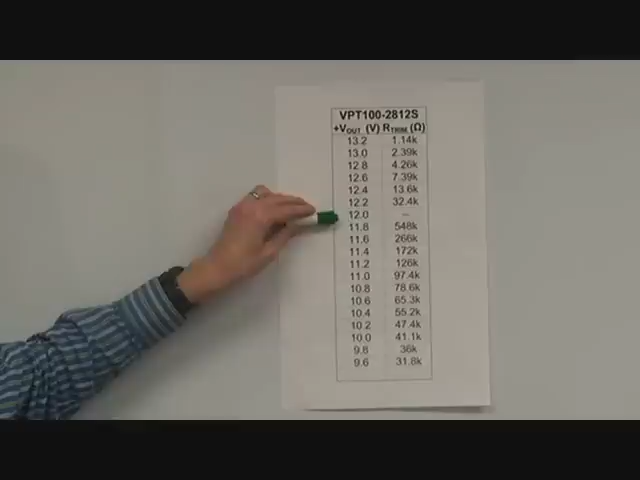 VPT100-2812S
+VOUT (V) RTRIM (Ω)
13.2 1.14k
13.0 2.39k
12.8 4.26k
12.6 7.39k
12.4 13.6k
12.2 32.4k
12.0 --
11.8 548k
11.6 266k
11.4 172k
11.2 126k
11.0 97.4k
10.8 78.6k
10.6 65.3k
10.4 55.2k
10.2 47.4k
10.0 41.1k
9.8 36k
9.6 31.8k